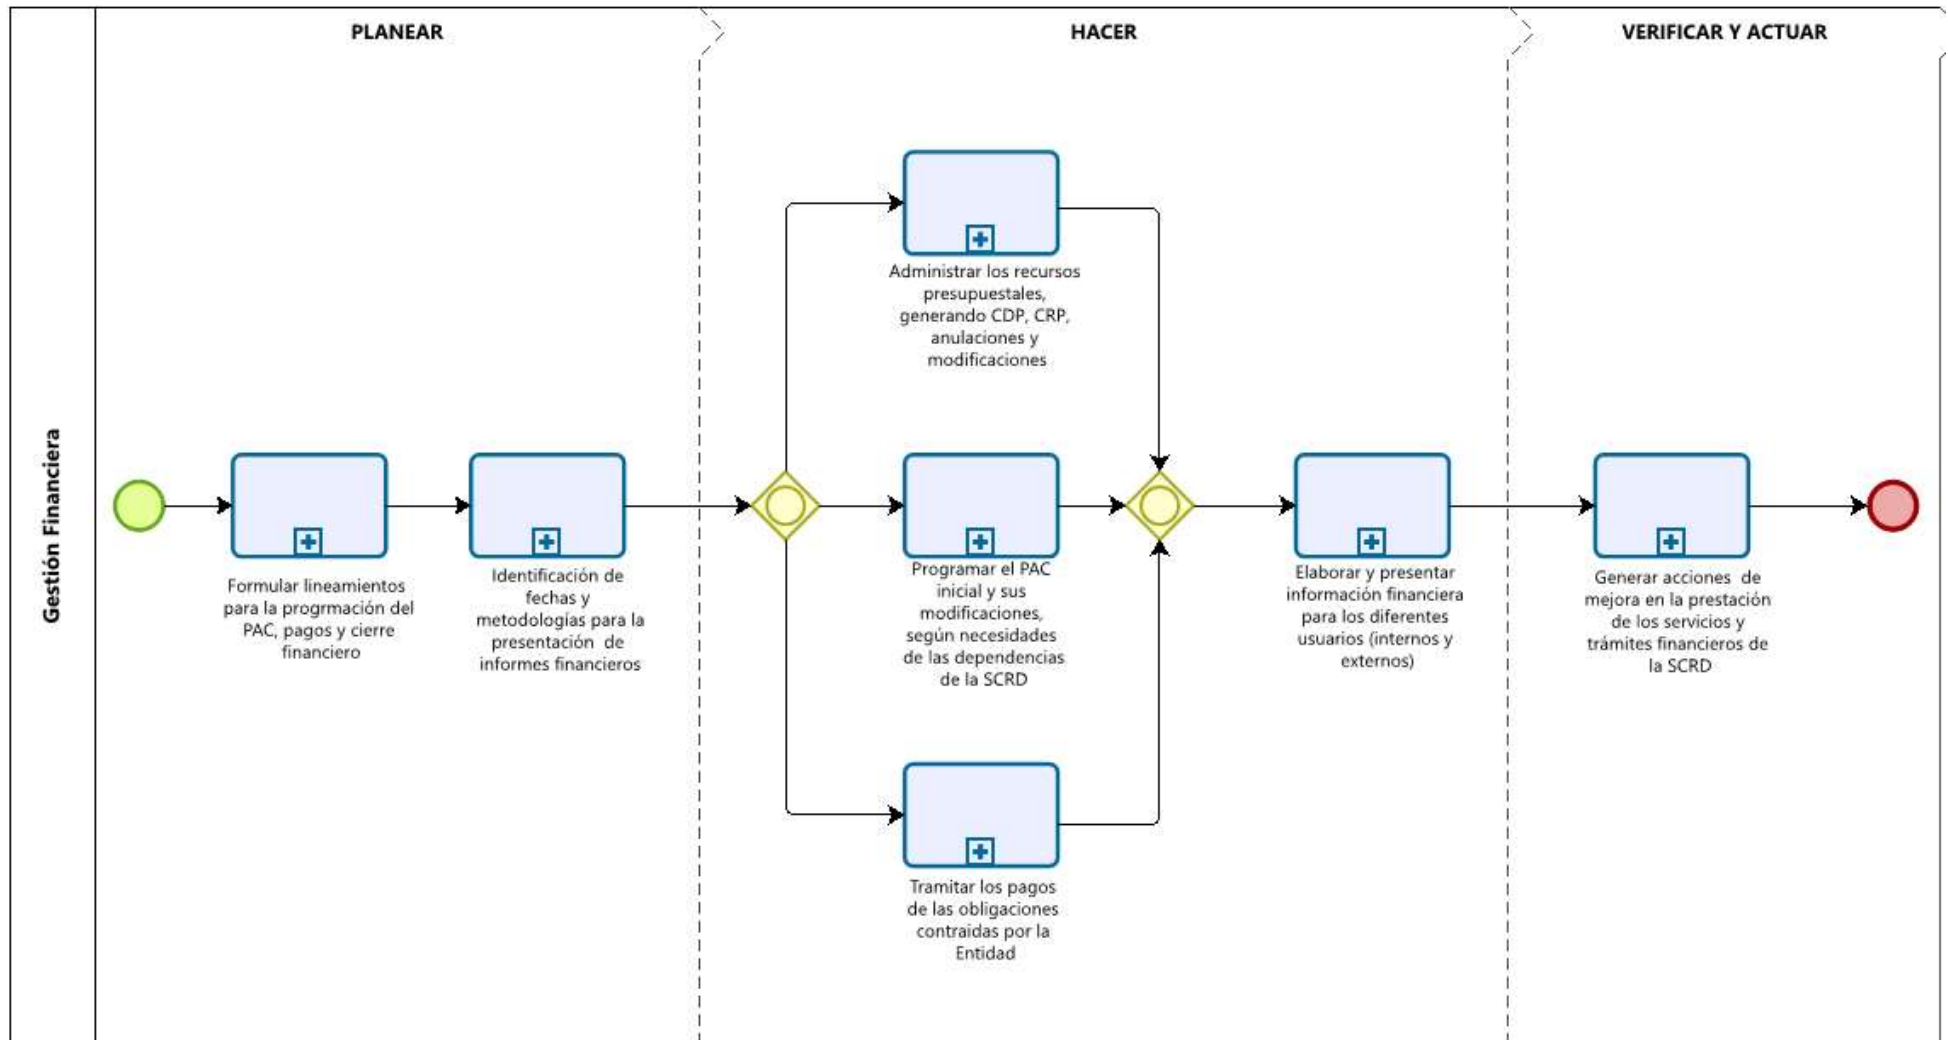 PLANEAR
HACER
VERIFICAR Y ACTUAR
Gestión Financiera
Formular lineamientos
para la progrmación del
PAC, pagos y cierre
financiero
Identificación de
fechas y
metodologías para la
presentación de
informes financieros
Administrar los recursos
presupuestales,
generando CDP, CRP,
anulaciones y
modificaciones
Programar el PAC
inicial y sus
modificaciones,
según necesidades
de las dependencias
de la SCRD
Tramitar los pagos
de las obligaciones
contraidas por la
Entidad
Elaborar y presentar
información financiera
para los diferentes
usuarios (internos y
externos)
Generar acciones de
mejora en la prestación
de los servicios y
trámites financieros de
la SCRD